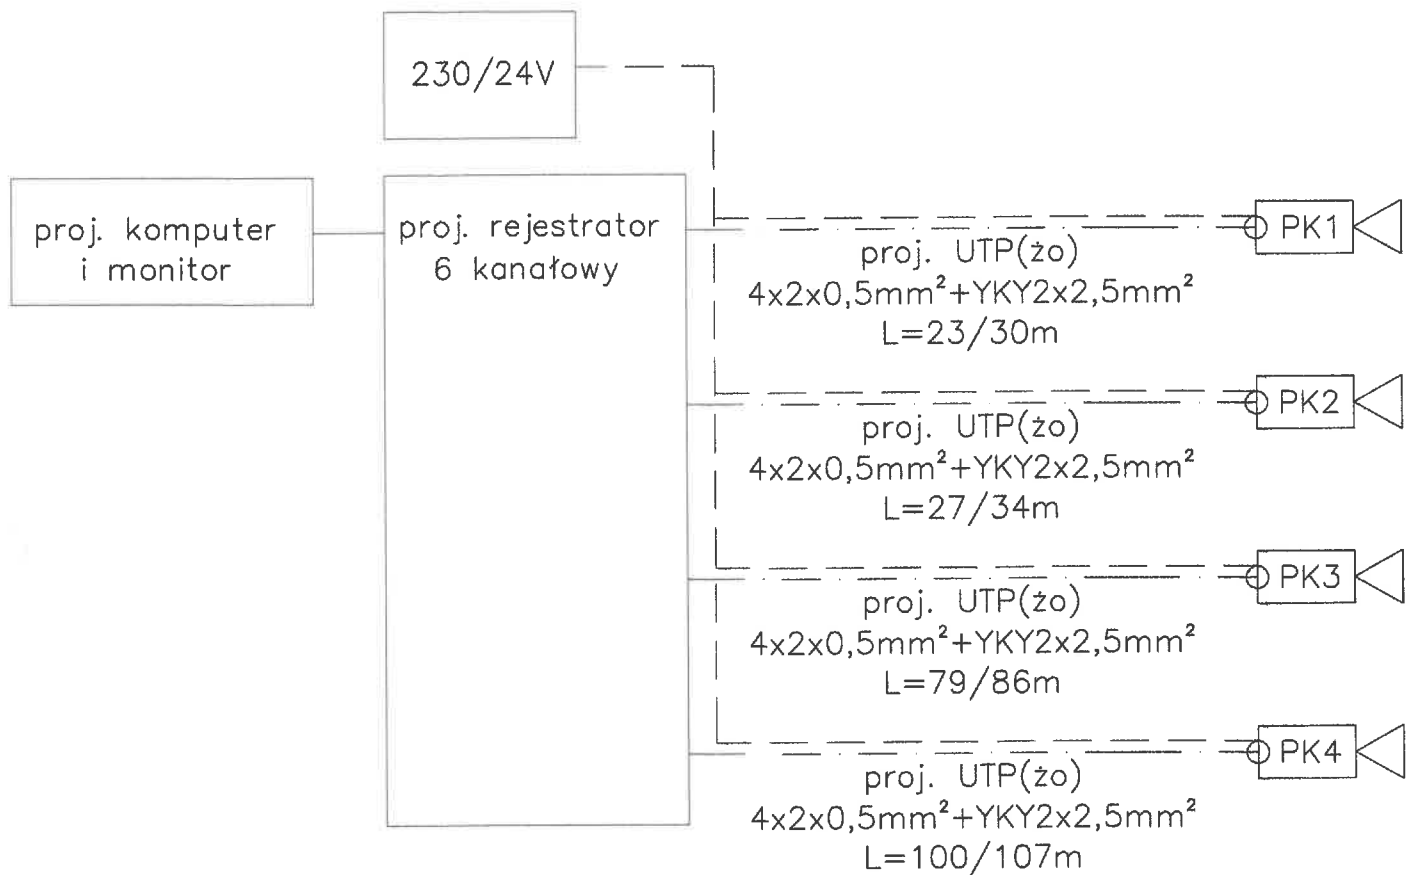 230/24V
proj. komputer
i monitor
proj. rejestrator
6 kanałowy
PK1
proj. UTP(żo)
4x2x0,5mm²+YKY2x2,5mm²
L=23/30m
PK2
proj. UTP(żo)
4x2x0,5mm²+YKY2x2,5mm²
L=27/34m
PK3
proj. UTP(żo)
4x2x0,5mm²+YKY2x2,5mm²
L=79/86m
PK4
proj. UTP(żo)
4x2x0,5mm²+YKY2x2,5mm²
L=100/107m